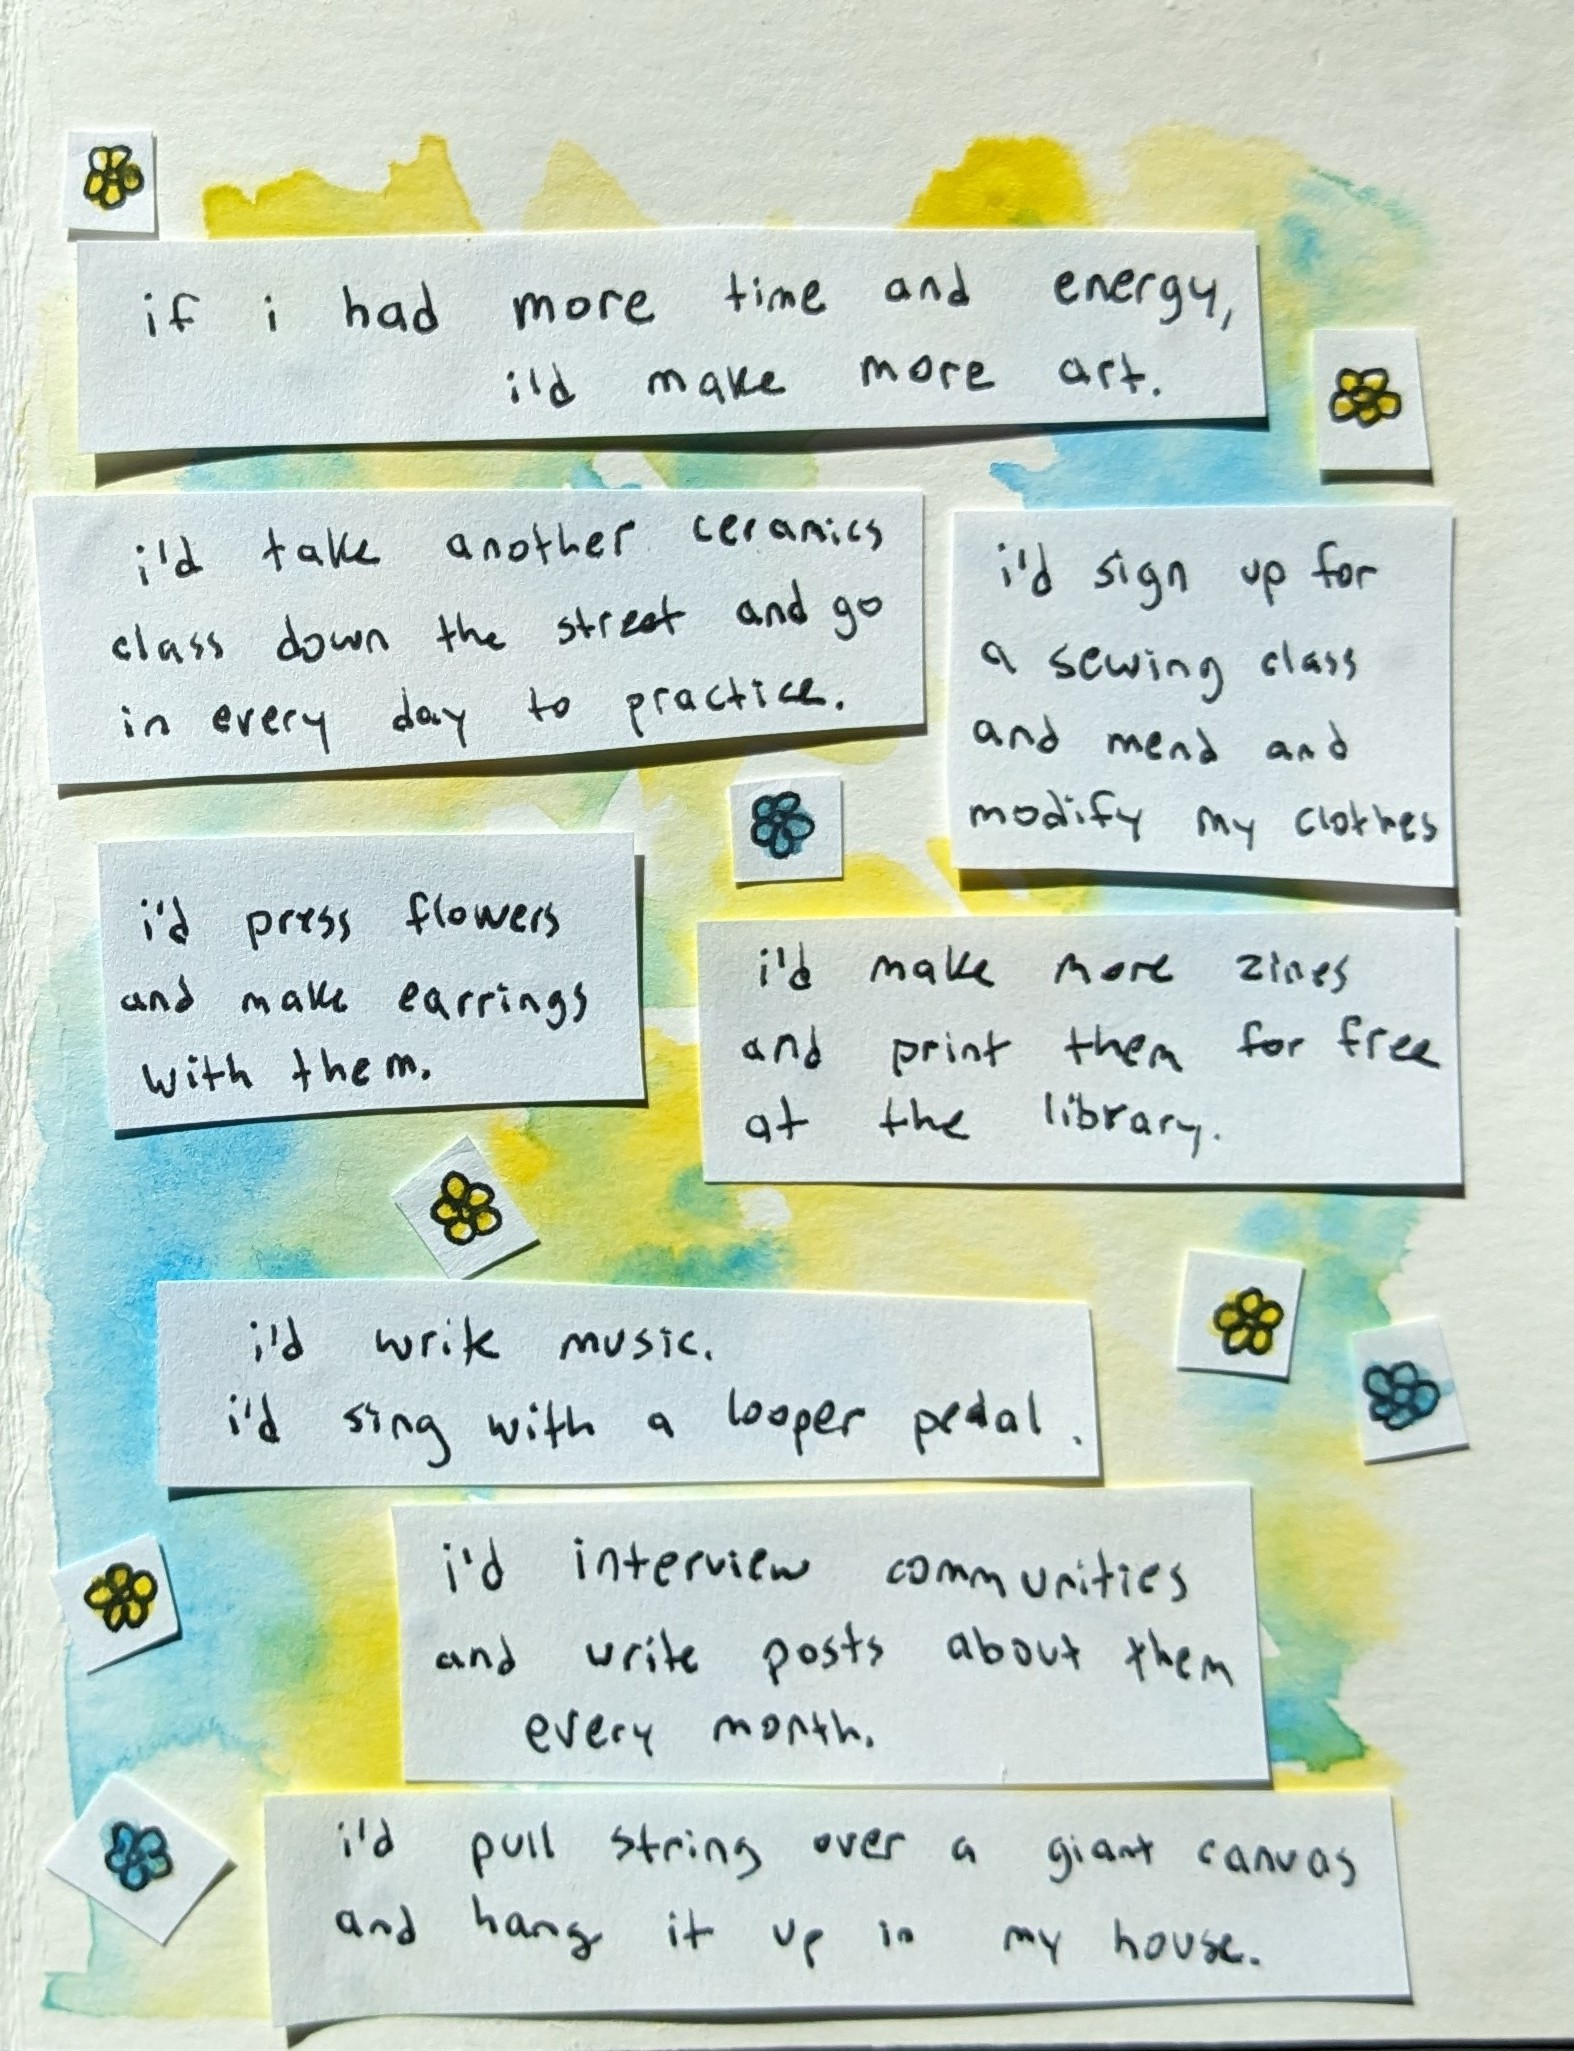 if i had more time and energy,
i'd make more art.
i'd take another ceramics
class down the street and go
in every day to practice.
i'd sign up for
a sewing class
and mend and
modify my clothes
i'd press flowers
and make earrings
with them.
i'd make more zines
and print them for free
at the library.
i'd write music.
i'd sing with a looper pedal.
i'd interview communities
and write posts about them
every month.
i'd pull string over a giant canvas
and hang it up in my house.